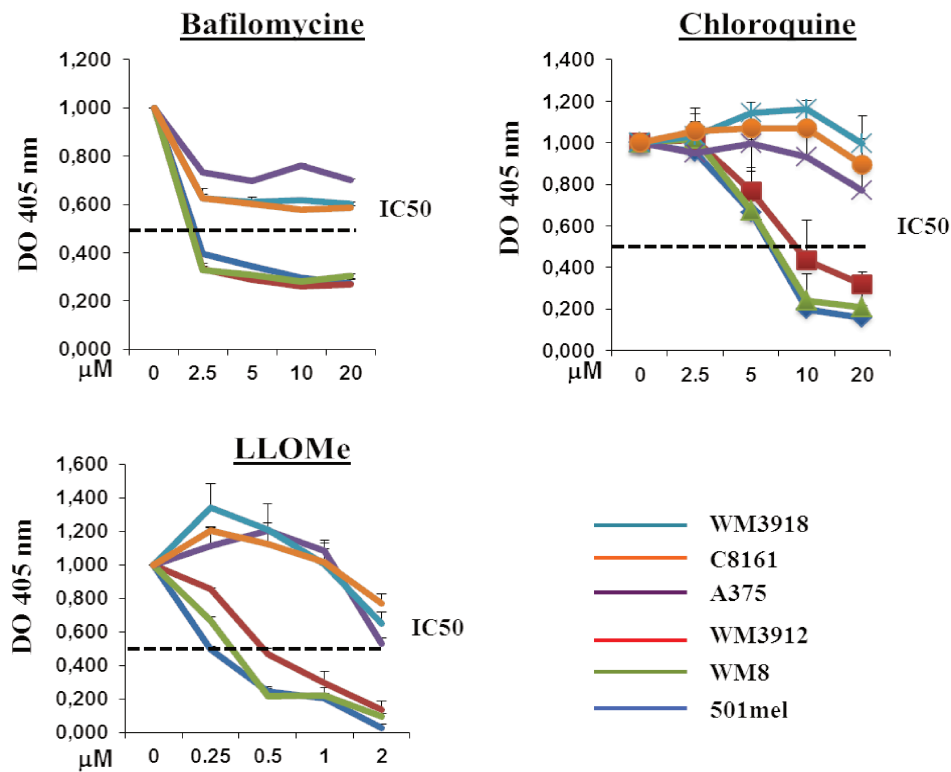 Bafilomycine
1,200
1,000
0,800
0,600
0,400
0,200
0,000
DO 405 nm
IC50
µM
0 2.5 5 10 20
Chloroquine
1,400
1,200
1,000
0,800
0,600
0,400
0,200
0,000
DO 405 nm
IC50
µM
0 2.5 5 10 20
LLOMe
1,600
1,400
1,200
1,000
0,800
0,600
0,400
0,200
0,000
DO 405 nm
IC50
µM
0 0.25 0.5 1 2
WM3918
C8161
A375
WM3912
WM8
501mel